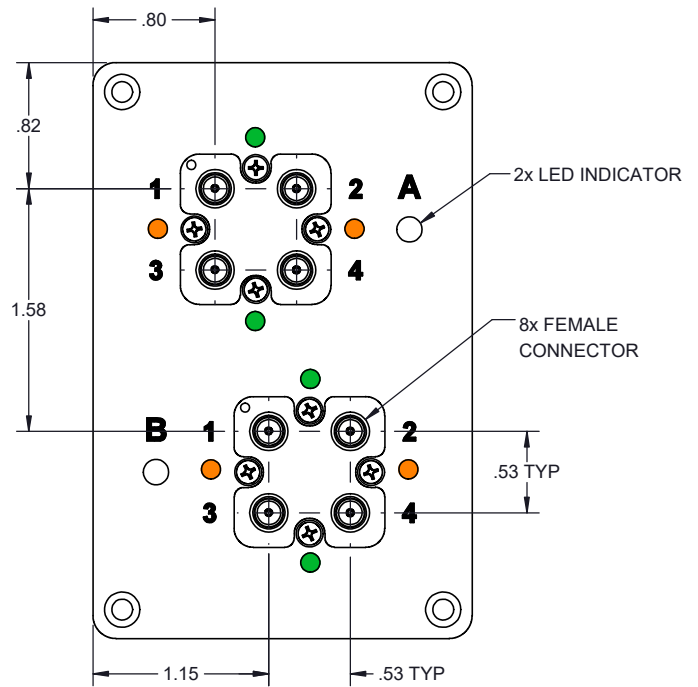 .80
.82
1
2
A
2x LED INDICATOR
3
4
1.58
8x FEMALE
CONNECTOR
B
1
2
.53 TYP
3
4
1.15
.53 TYP